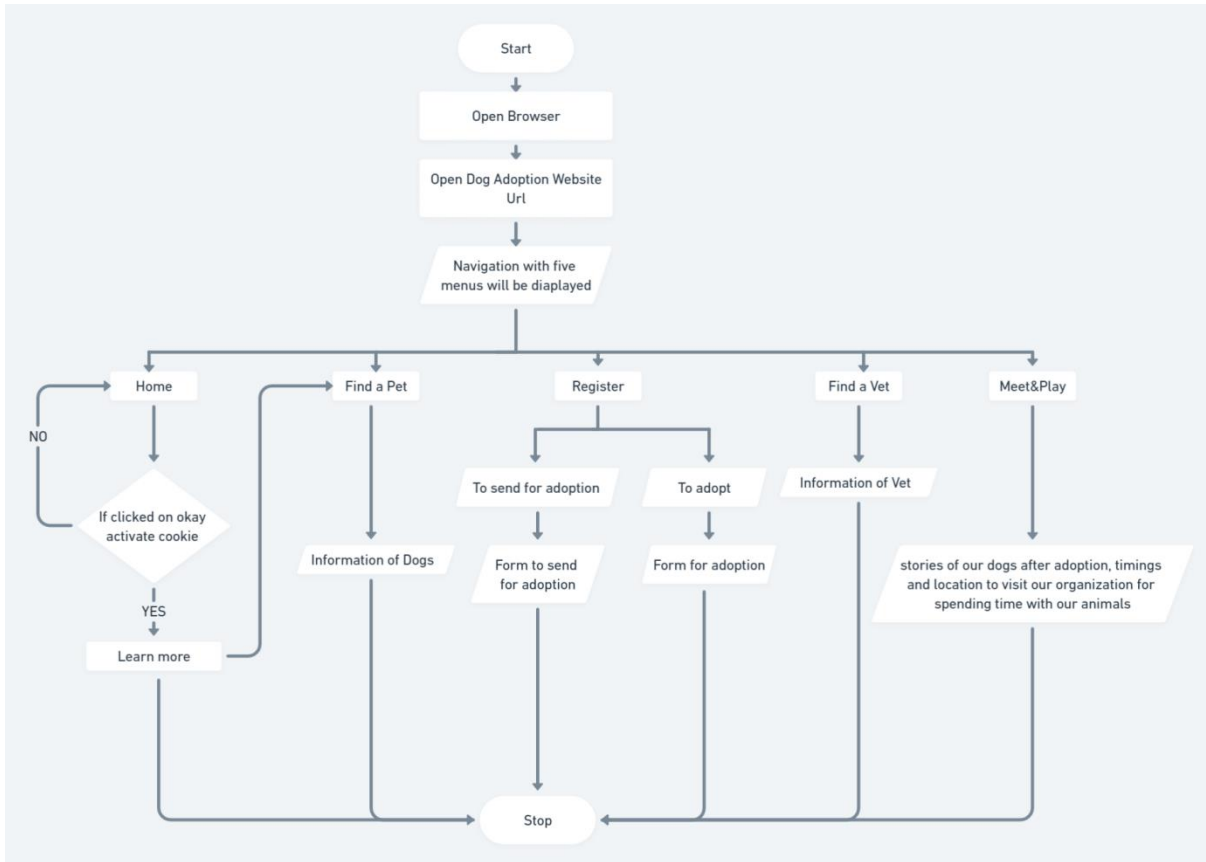 Start
Open Browser
Open Dog Adoption Website
Url
Navigation with five
menus will be diaplayed
Home
Find a Pet
Register
Find a Vet
Meet&Play
NO
If clicked on okay
activate cookie
To send for adoption
To adopt
Information of Vet
Information of Dogs
Form to send
for adoption
Form for adoption
stories of our dogs after adoption, timings
and location to visit our organization for
spending time with our animals
YES
Learn more
Stop